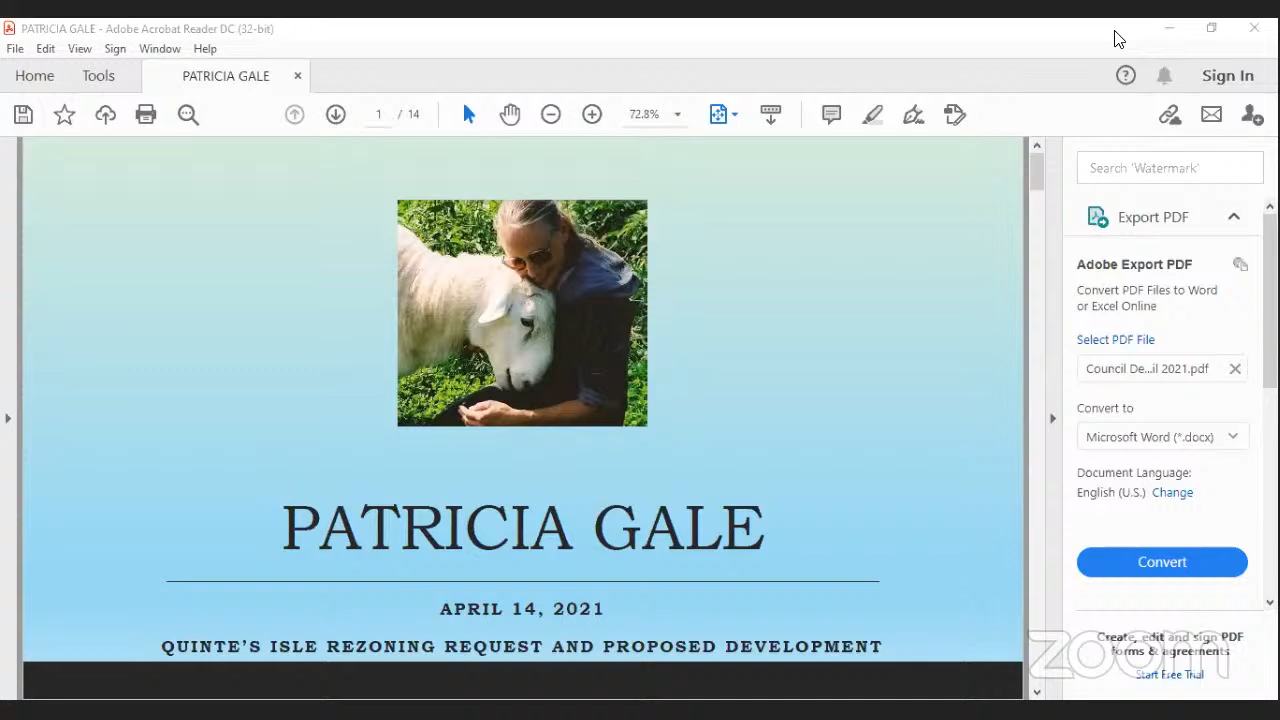 PATRICIA GALE - Adobe Acrobat Reader DC (32-bit)
File Edit View Sign Window Help
Home Tools PATRICIA GALE × Sign In
1 / 14 72.8%
Search 'Watermark'
Export PDF
Adobe Export PDF
Convert PDF Files to Word
or Excel Online
Select PDF File
Council De...il 2021.pdf
Convert to
Microsoft Word (*.docx)
Document Language:
English (U.S.) Change
Convert
Create, edit and sign PDF
forms & agreements
Start Free Trial
PATRICIA GALE
APRIL 14, 2021
QUINTE'S ISLE REZONING REQUEST AND PROPOSED DEVELOPMENT
zoom